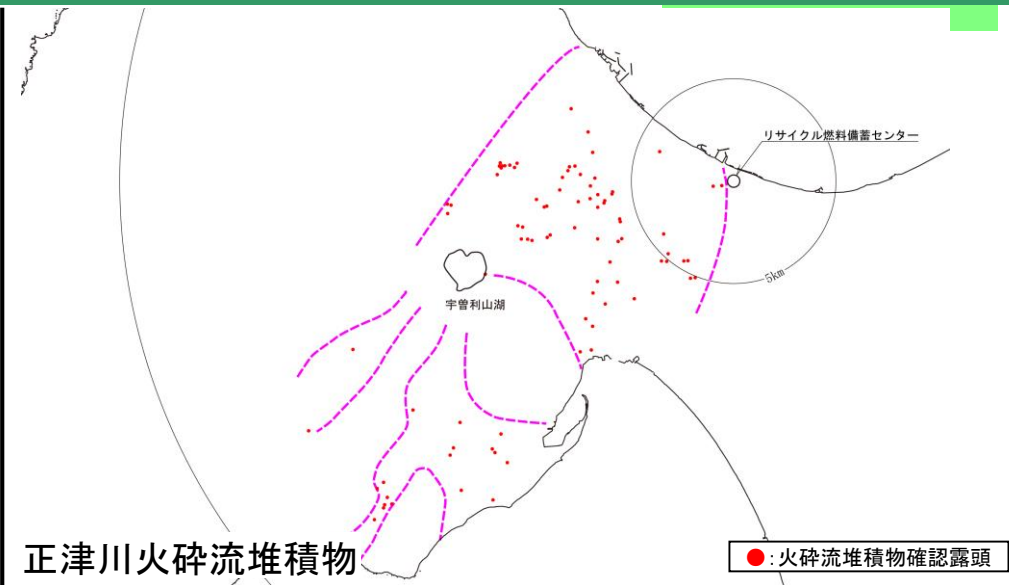 リサイクル燃料備蓄センター
5km
宇曽利山湖
正津川火砕流堆積物
●:火砕流堆積物確認露頭